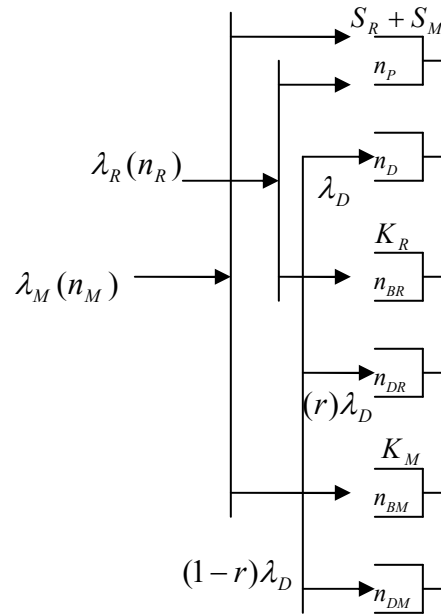 S_R + S_M
n_P
n_D
λ_R(n_R)
λ_D
K_R
n_BR
λ_M(n_M)
n_DR
(r)λ_D
K_M
n_BM
(1−r)λ_D
n_DM